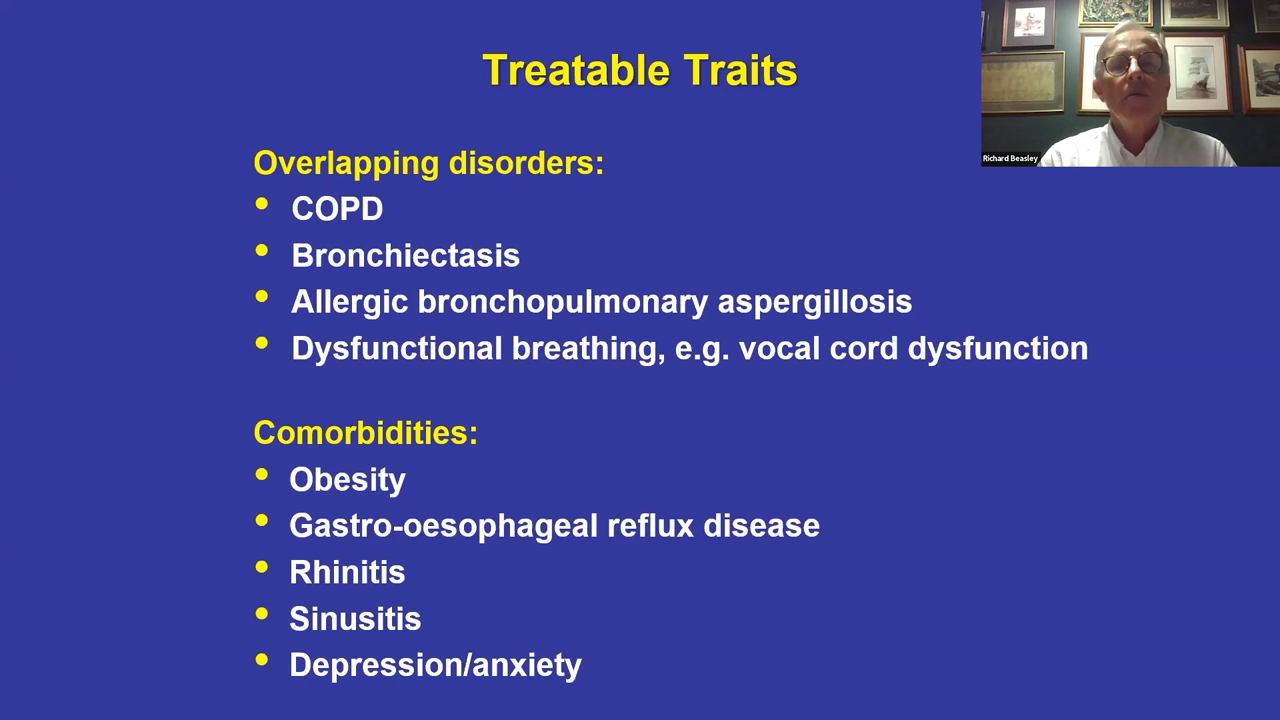 Treatable Traits
Richard Beasley
Overlapping disorders:
• COPD
• Bronchiectasis
• Allergic bronchopulmonary aspergillosis
• Dysfunctional breathing, e.g. vocal cord dysfunction
Comorbidities:
• Obesity
• Gastro-oesophageal reflux disease
• Rhinitis
• Sinusitis
• Depression/anxiety